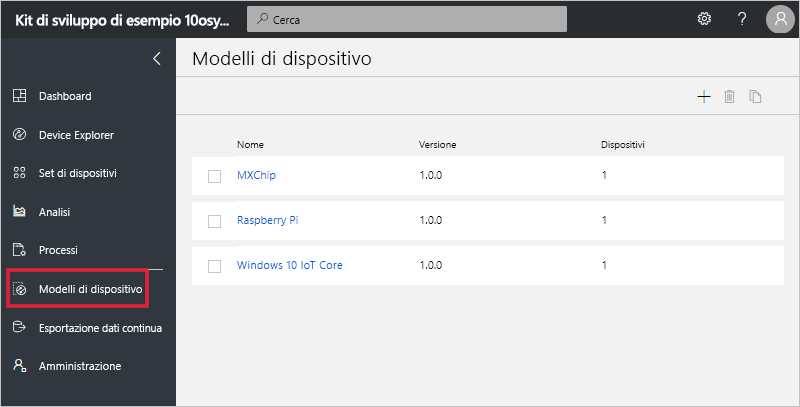 Kit di sviluppo di esempio 10osy...
Cerca
?
Modelli di dispositivo
Dashboard
Device Explorer
Set di dispositivi
Analisi
Processi
Modelli di dispositivo
Esportazione dati continua
Amministrazione
Nome Versione Dispositivi
MXChip 1.0.0 1
Raspberry Pi 1.0.0 1
Windows 10 IoT Core 1.0.0 1